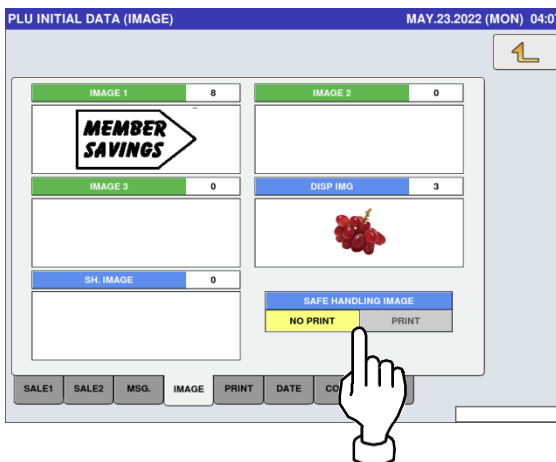 PLU INITIAL DATA (IMAGE) MAY.23.2022 (MON) 04:07
IMAGE 1 8 IMAGE 2 0
MEMBER
SAVINGS
IMAGE 3 0 DISP IMG 3
SH. IMAGE 0
SAFE HANDLING IMAGE
NO PRINT PRINT
SALE1 SALE2 MSG. IMAGE PRINT DATE